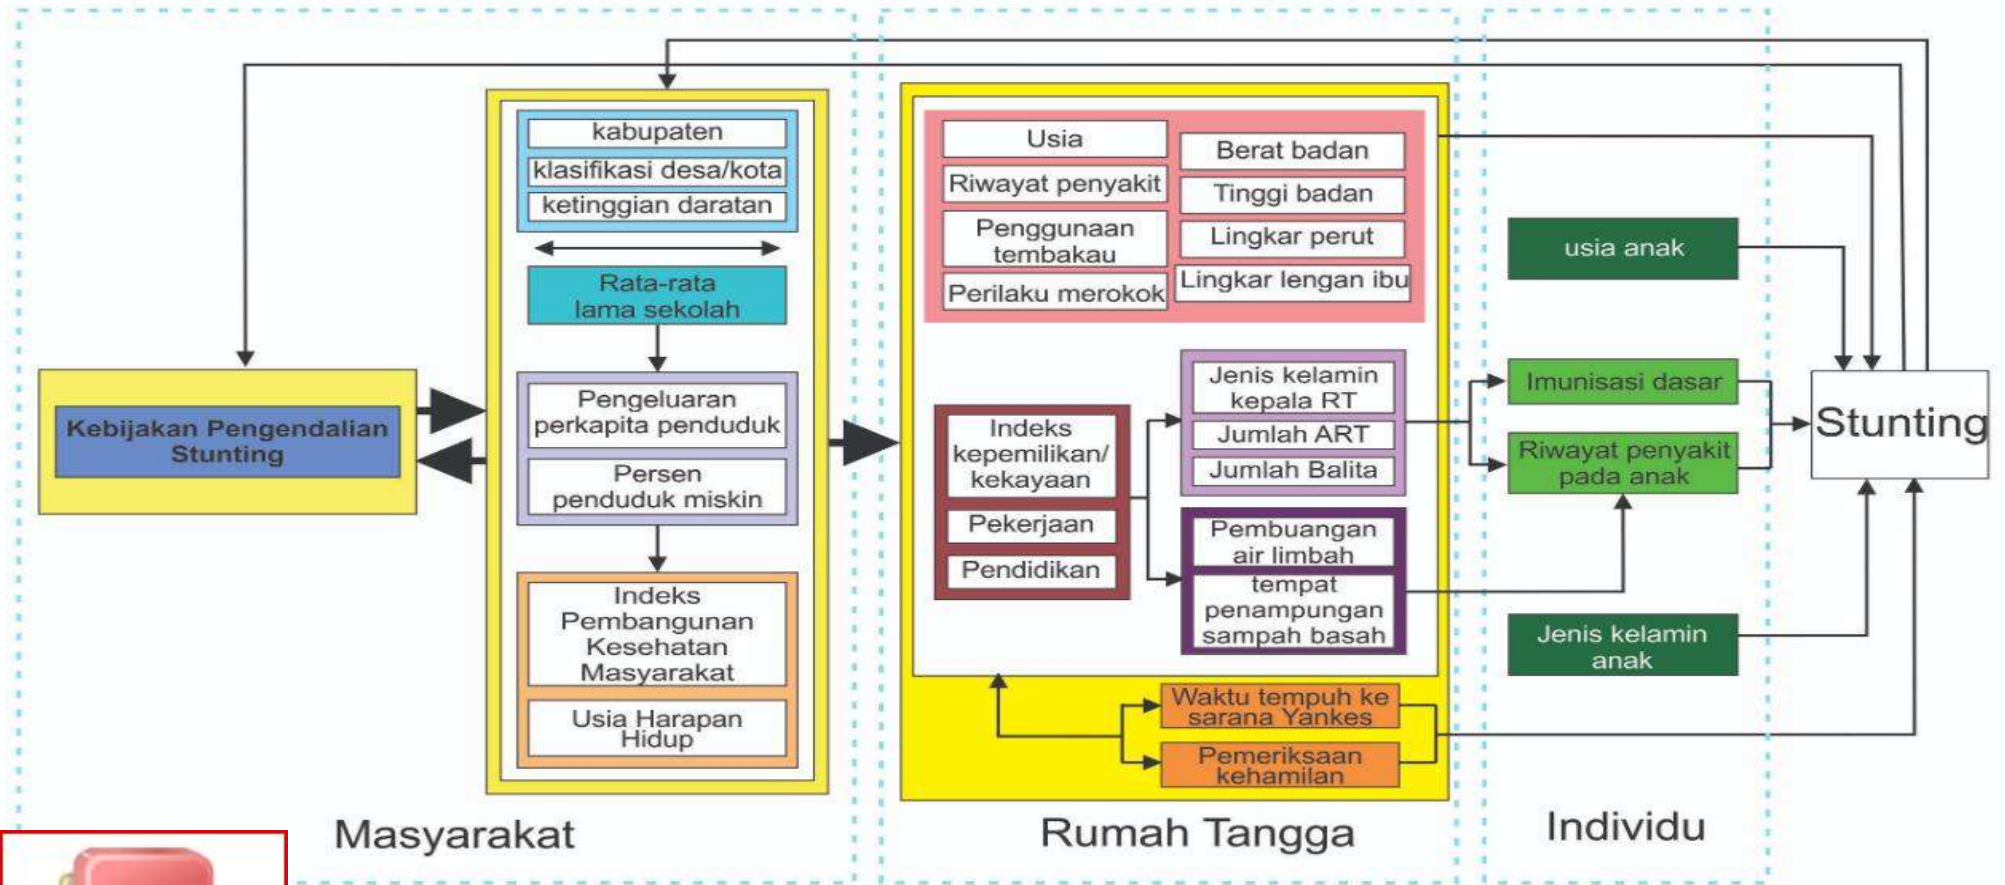 kabupaten
klasifikasi desa/kota
ketinggian daratan
Rata-rata
lama sekolah
Kebijakan Pengendalian
Stunting
Pengeluaran
perkapita penduduk
Persen
penduduk miskin
Indeks
Pembangunan
Kesehatan
Masyarakat
Usia Harapan
Hidup
Masyarakat
Usia
Riwayat penyakit
Penggunaan
tembakau
Perilaku merokok
Berat badan
Tinggi badan
Lingkar perut
Lingkar lengan ibu
Indeks
kepemilikan/
kekayaan
Pekerjaan
Pendidikan
Jenis kelamin
kepala RT
Jumlah ART
Jumlah Balita
Pembuangan
air limbah
tempat
penampungan
sampah basah
Waktu tempuh ke
sarana Yankes
Pemeriksaan
kehamilan
Rumah Tangga
usia anak
Imunisasi dasar
Riwayat penyakit
pada anak
Jenis kelamin
anak
Individu
Stunting